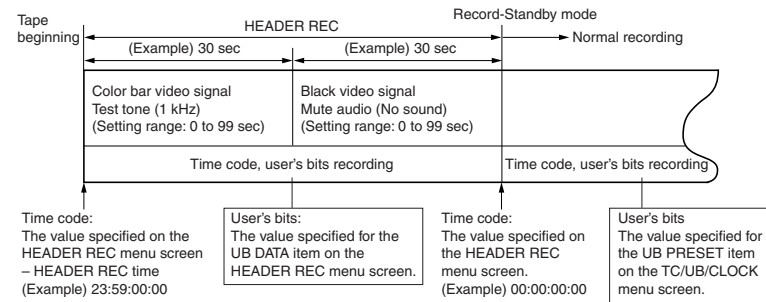 Tape
beginning
HEADER REC
Record-Standby mode
Normal recording
(Example) 30 sec
(Example) 30 sec
Color bar video signal
Test tone (1 kHz)
(Setting range: 0 to 99 sec)
Black video signal
Mute audio (No sound)
(Setting range: 0 to 99 sec)
Time code, user's bits recording
Time code, user's bits recording
Time code:
The value specified on the
HEADER REC menu screen
– HEADER REC time
(Example) 23:59:00:00
User's bits:
The value specified for the
UB DATA item on the
HEADER REC menu screen.
Time code:
The value specified on
the HEADER REC
menu screen.
(Example) 00:00:00:00
User's bits
The value specified for
the UB PRESET item
on the TC/UB/CLOCK
menu screen.